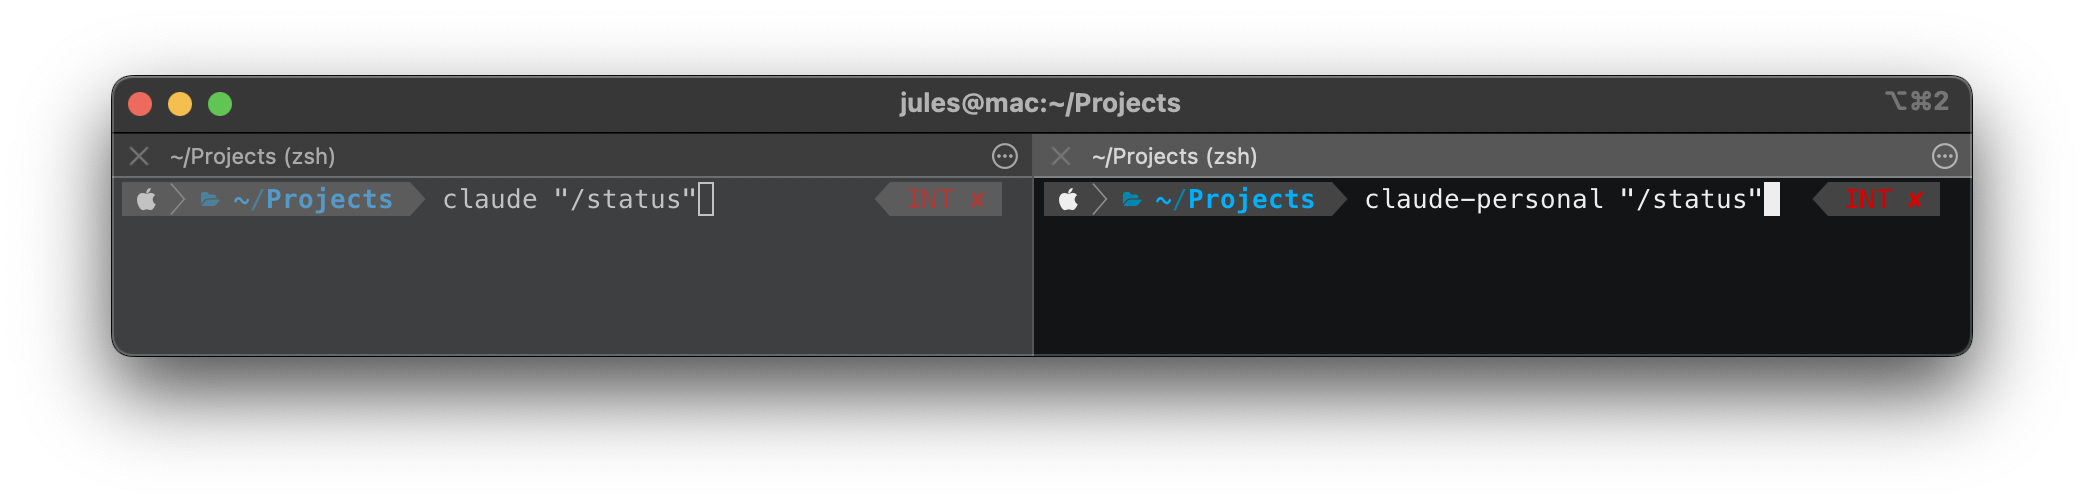 jules@mac:~/Projects
⌥⌘2
~/Projects (zsh)
~/Projects claude "/status" INT ✘
~/Projects (zsh)
~/Projects claude-personal "/status" INT ✘